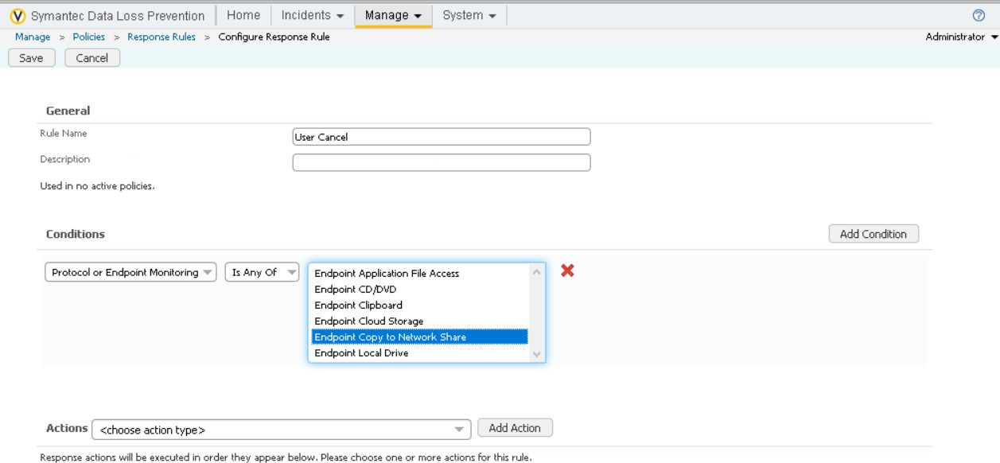 Symantec Data Loss Prevention Home Incidents Manage System
Manage > Policies > Response Rules > Configure Response Rule Administrator
Save Cancel
General
Rule Name User Cancel
Description
Used in no active policies.
Conditions Add Condition
Protocol or Endpoint Monitoring Is Any Of Endpoint Application File Access
Endpoint CD/DVD
Endpoint Clipboard
Endpoint Cloud Storage
Endpoint Copy to Network Share
Endpoint Local Drive
Actions <choose action type> Add Action
Response actions will be executed in order they appear below. Please choose one or more actions for this rule.